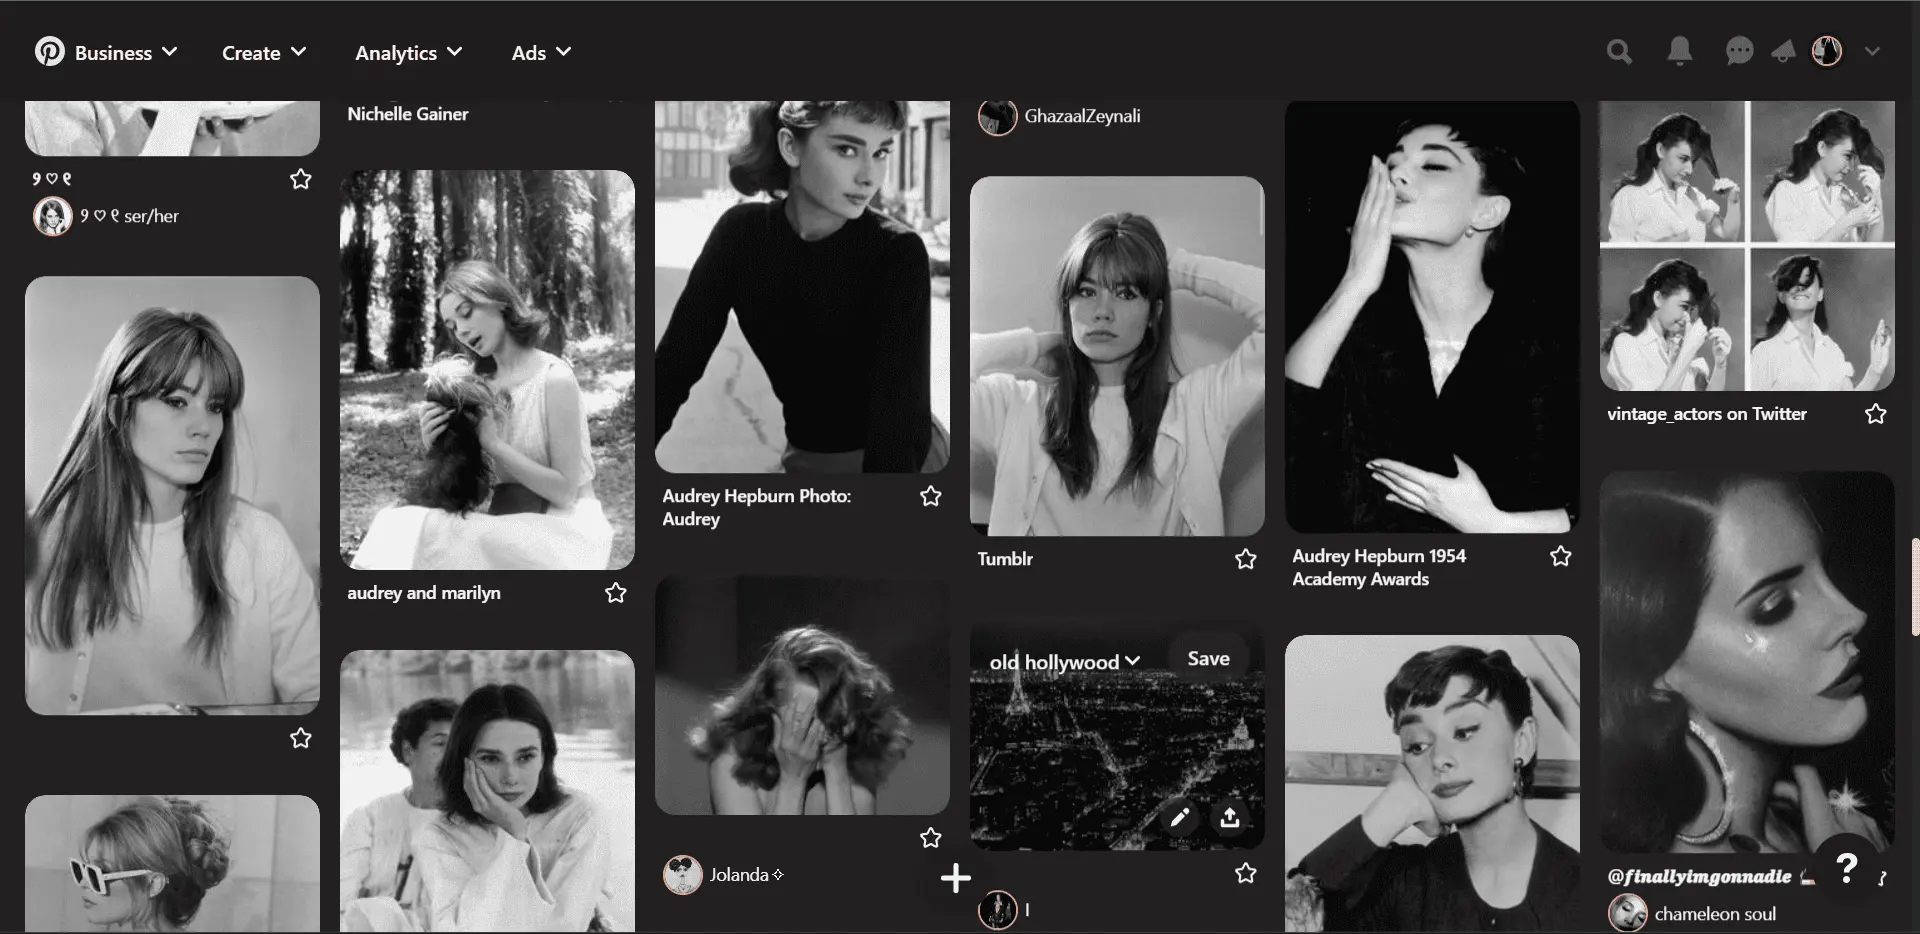 Business
Create
Analytics
Ads
Nichelle Gainer
GhazaalZeynali
୨ ♡ ୧
୨ ♡ ୧ ser/her
vintage_actors on Twitter
Audrey Hepburn Photo:
Audrey
Tumblr
Audrey Hepburn 1954
Academy Awards
audrey and marilyn
old hollywood
Save
Jolanda✧
l
@finallyimgonnadie 🚬
?
chameleon soul